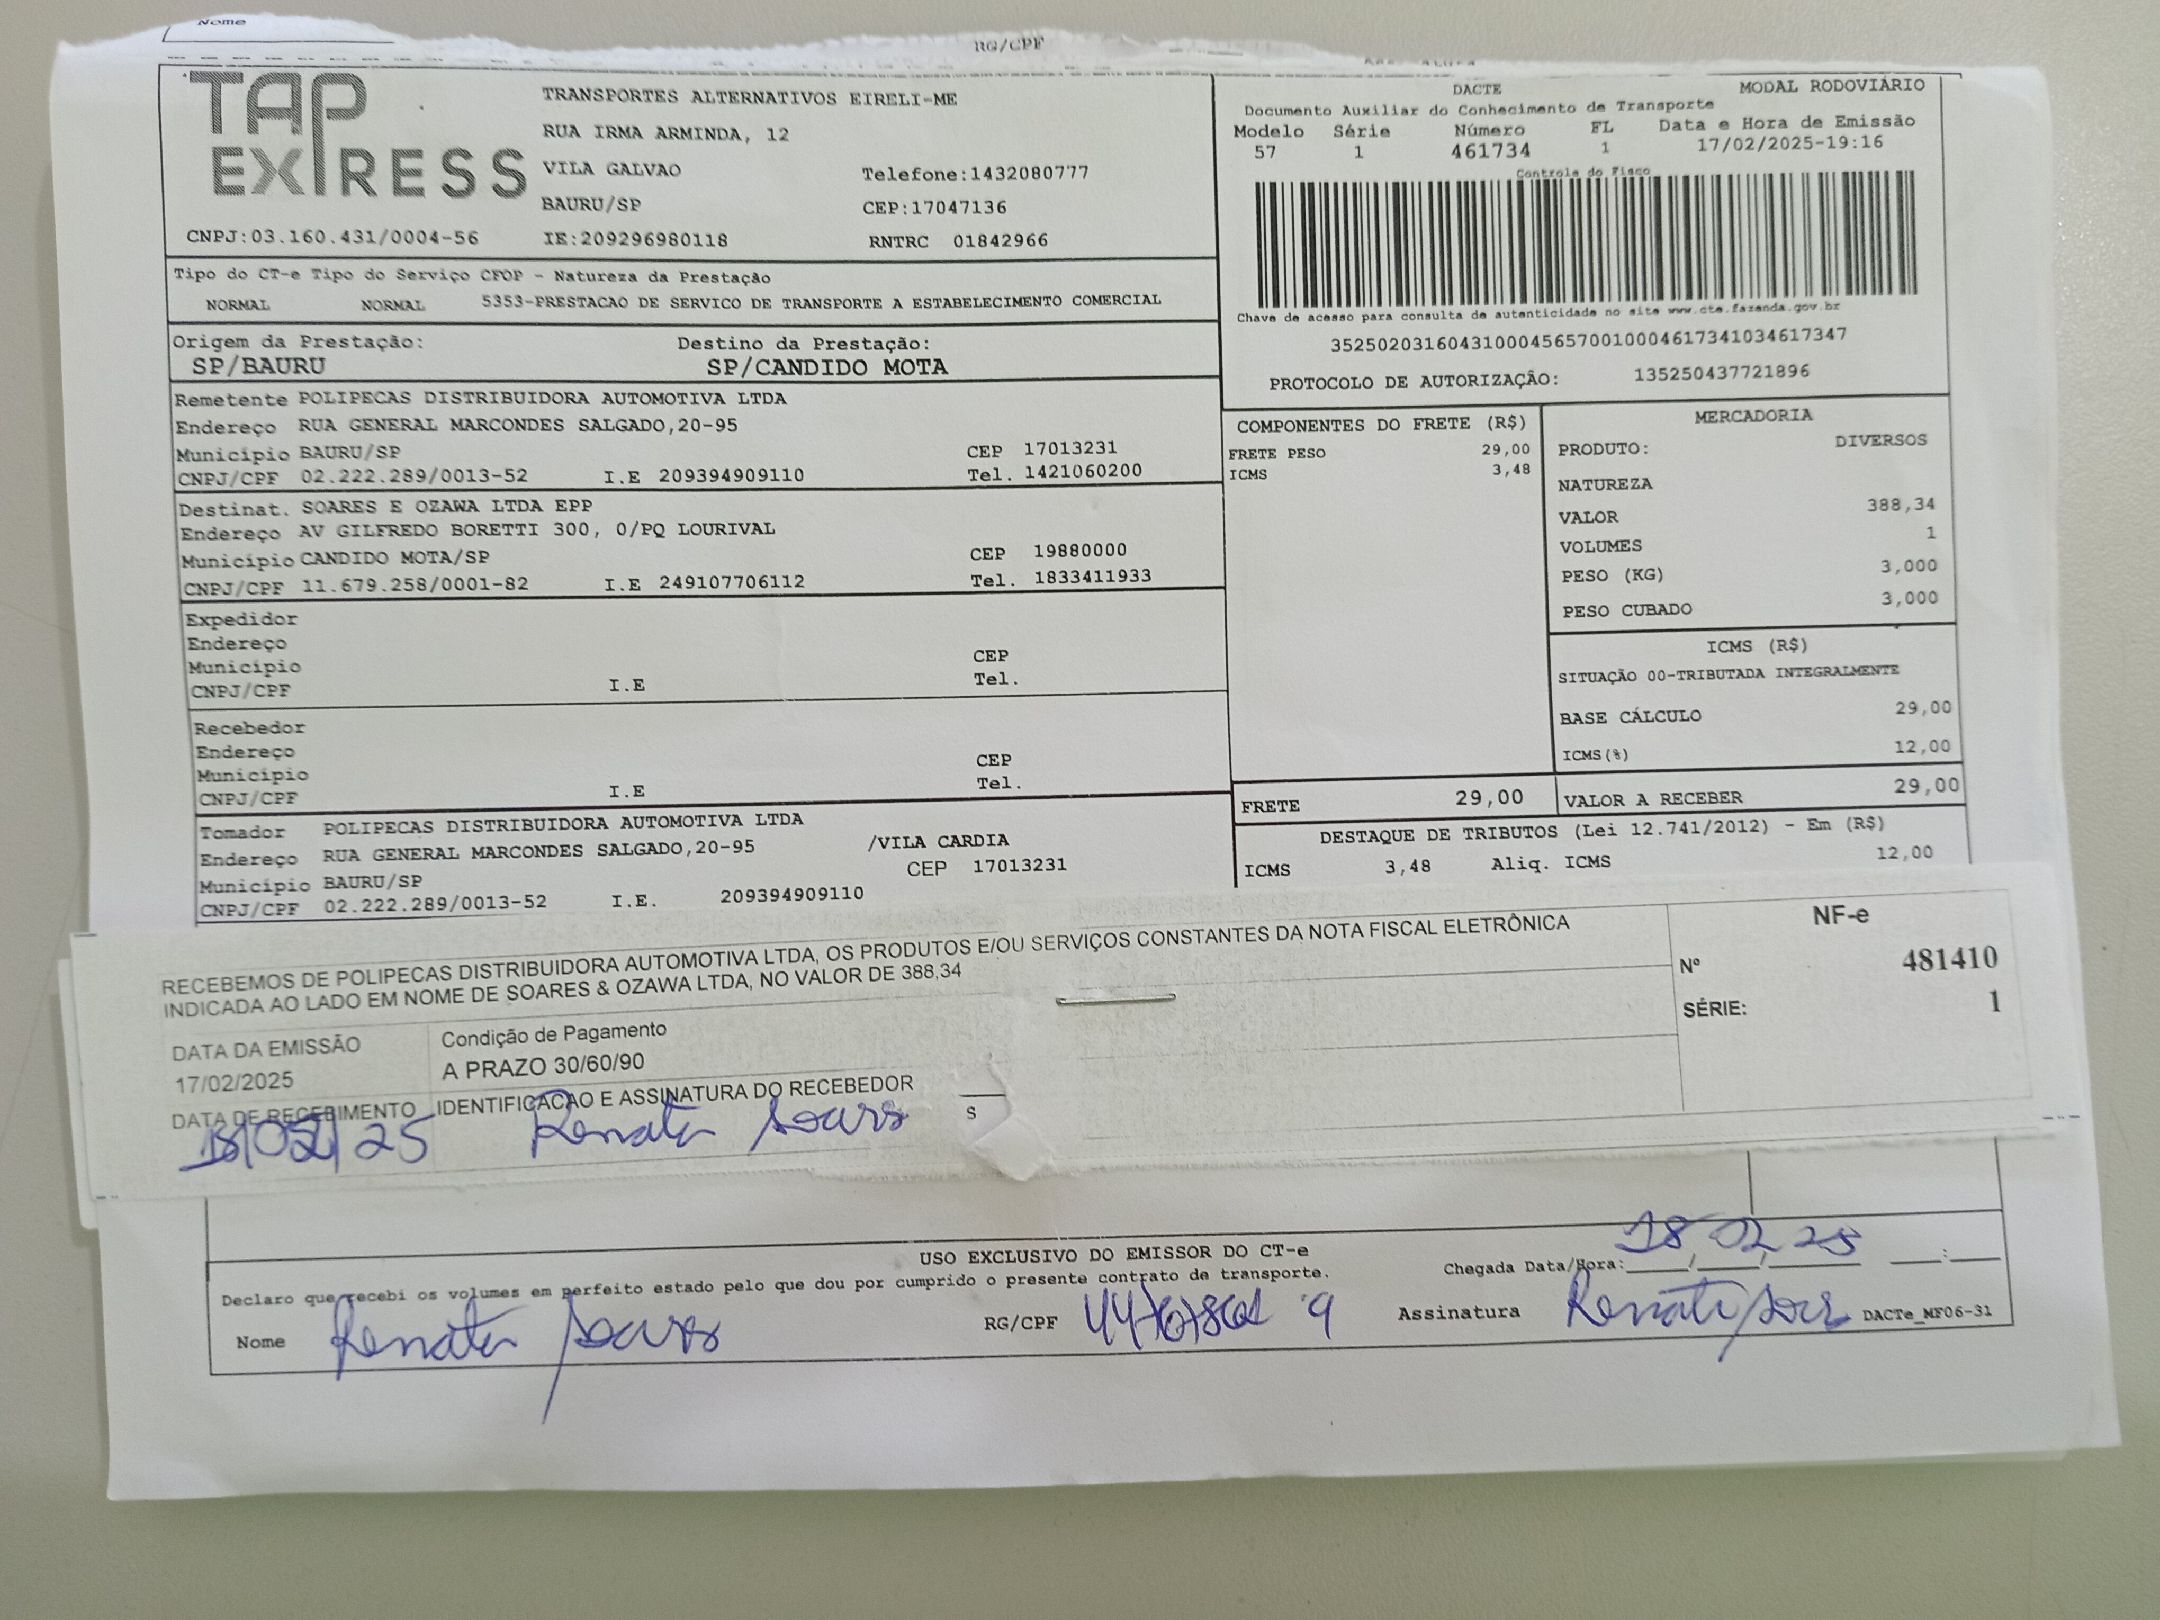 Nome
RG/CPF
TAP EXPRESS
TRANSPORTES ALTERNATIVOS EIRELI-ME
RUA IRMA ARMINDA, 12
VILA GALVAO Telefone:1432080777
BAURU/SP CEP:17047136
CNPJ:03.160.431/0004-56 IE:209296980118 RNTRC 01842966
DACTE MODAL RODOVIÁRIO
Documento Auxiliar do Conhecimento de Transporte
Modelo Série Número FL Data e Hora de Emissão
57 1 461734 1 17/02/2025-19:16
Controle do Fisco
Chave de acesso para consulta de autenticidade no site www.cte.fazenda.gov.br
35250203160431000456570010004617341034617347
PROTOCOLO DE AUTORIZAÇÃO: 135250437721896
Tipo do CT-e Tipo do Serviço CFOP - Natureza da Prestação
NORMAL NORMAL 5353-PRESTACAO DE SERVICO DE TRANSPORTE A ESTABELECIMENTO COMERCIAL
Origem da Prestação: Destino da Prestação:
SP/BAURU SP/CANDIDO MOTA
Remetente POLIPECAS DISTRIBUIDORA AUTOMOTIVA LTDA
Endereço RUA GENERAL MARCONDES SALGADO,20-95
Município BAURU/SP CEP 17013231
CNPJ/CPF 02.222.289/0013-52 I.E 209394909110 Tel. 1421060200
Destinat. SOARES E OZAWA LTDA EPP
Endereço AV GILFREDO BORETTI 300, 0/PQ LOURIVAL
Município CANDIDO MOTA/SP CEP 19880000
CNPJ/CPF 11.679.258/0001-82 I.E 249107706112 Tel. 1833411933
Expedidor
Endereço
Município CEP
CNPJ/CPF I.E Tel.
Recebedor
Endereço
Município CEP
CNPJ/CPF I.E Tel.
Tomador POLIPECAS DISTRIBUIDORA AUTOMOTIVA LTDA
Endereço RUA GENERAL MARCONDES SALGADO,20-95 /VILA CARDIA
Município BAURU/SP CEP 17013231
CNPJ/CPF 02.222.289/0013-52 I.E. 209394909110
COMPONENTES DO FRETE (R$)
FRETE PESO 29,00
ICMS 3,48
MERCADORIA
PRODUTO: DIVERSOS
NATUREZA
VALOR 388,34
VOLUMES 1
PESO (KG) 3,000
PESO CUBADO 3,000
ICMS (R$)
SITUAÇÃO 00-TRIBUTADA INTEGRALMENTE
BASE CÁLCULO 29,00
ICMS(%) 12,00
FRETE 29,00 VALOR A RECEBER 29,00
DESTAQUE DE TRIBUTOS (Lei 12.741/2012) - Em (R$)
ICMS 3,48 Aliq. ICMS 12,00
RECEBEMOS DE POLIPECAS DISTRIBUIDORA AUTOMOTIVA LTDA, OS PRODUTOS E/OU SERVIÇOS CONSTANTES DA NOTA FISCAL ELETRÔNICA
INDICADA AO LADO EM NOME DE SOARES & OZAWA LTDA, NO VALOR DE 388,34
NF-e
Nº 481410
SÉRIE: 1
DATA DA EMISSÃO Condição de Pagamento
17/02/2025 A PRAZO 30/60/90
DATA DE RECEBIMENTO IDENTIFICACAO E ASSINATURA DO RECEBEDOR
18/02/25 Renata Soares
S
USO EXCLUSIVO DO EMISSOR DO CT-e
Declaro que recebi os volumes em perfeito estado pelo que dou por cumprido o presente contrato de transporte.
Chegada Data/Hora: 18/02/25
Nome Renata Soares RG/CPF Assinatura Renata Soares DACTe_MF06-31